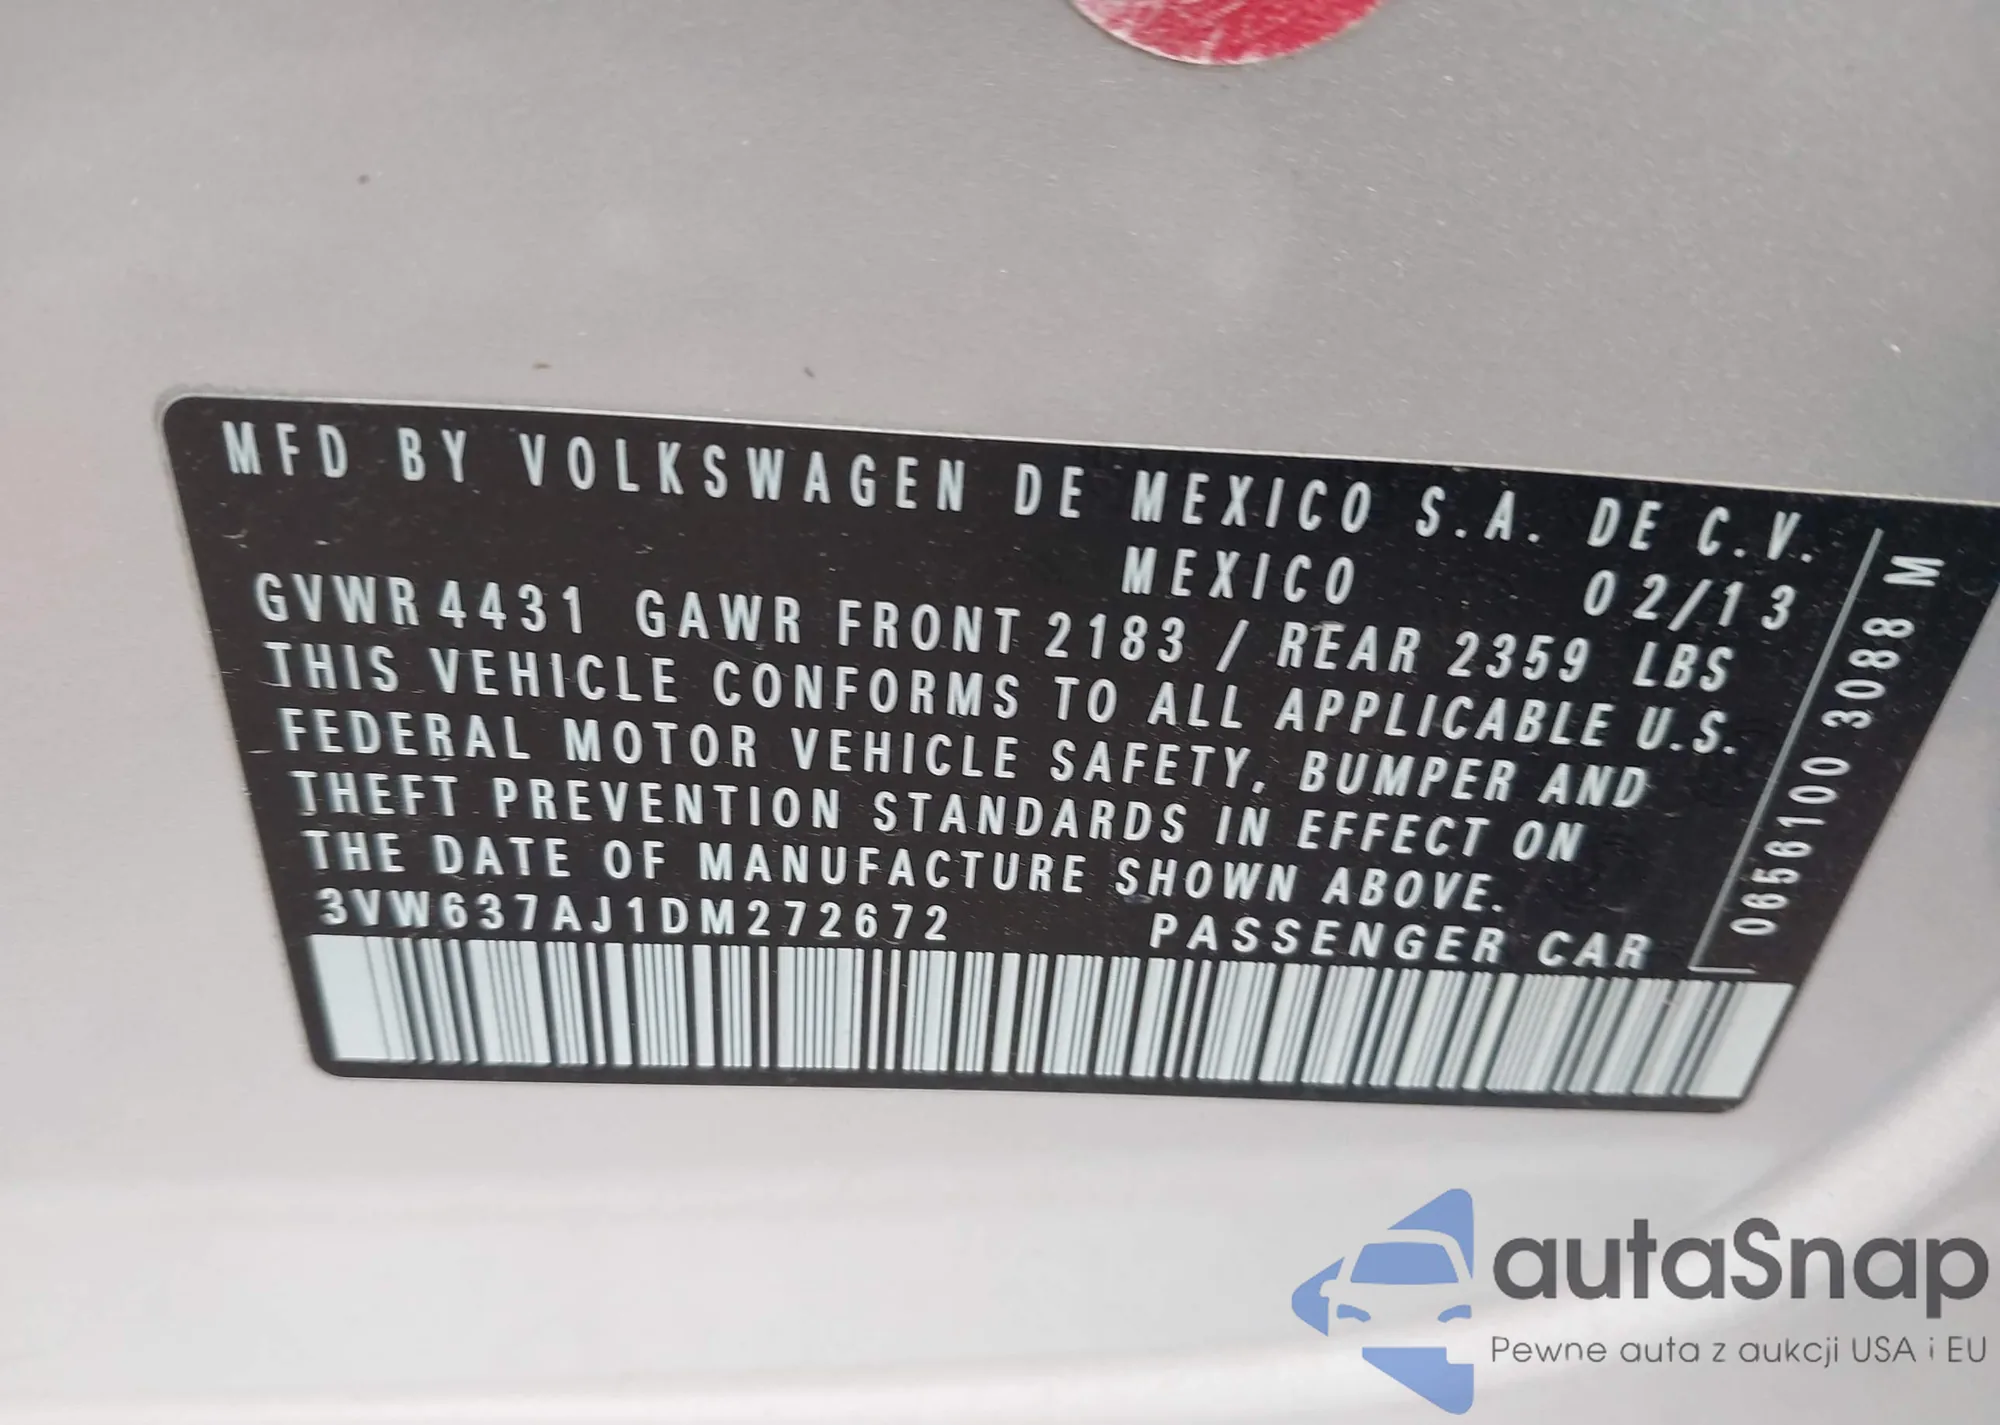 MFD BY VOLKSWAGEN DE MEXICO S.A. DE C.V.
MEXICO 02/13
GVWR 4431 GAWR FRONT 2183 / REAR 2359 LBS
THIS VEHICLE CONFORMS TO ALL APPLICABLE U.S.
FEDERAL MOTOR VEHICLE SAFETY, BUMPER AND
THEFT PREVENTION STANDARDS IN EFFECT ON
THE DATE OF MANUFACTURE SHOWN ABOVE.
3VW637AJ1DM272672 PASSENGER CAR
0656100 3088 M
autaSnap
Pewne auta z aukcji USA i EU